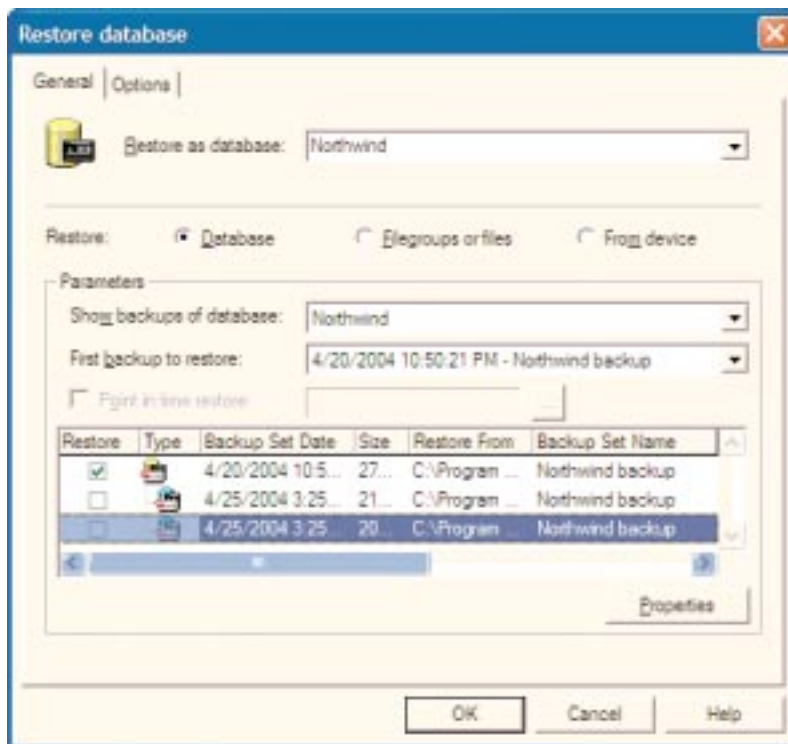 Restore database
General Options
Restore as database: Northwind
Restore: Database Filegroups or files From device
Parameters
Show backups of database: Northwind
First backup to restore: 4/20/2004 10:50:21 PM - Northwind backup
Point in time restore: ...
Restore Type Backup Set Date Size Restore From Backup Set Name
4/20/2004 10:5... 27... C:\Program ... Northwind backup
4/25/2004 3:25... 21... C:\Program ... Northwind backup
4/25/2004 3:25... 20... C:\Program ... Northwind backup
Properties
OK Cancel Help